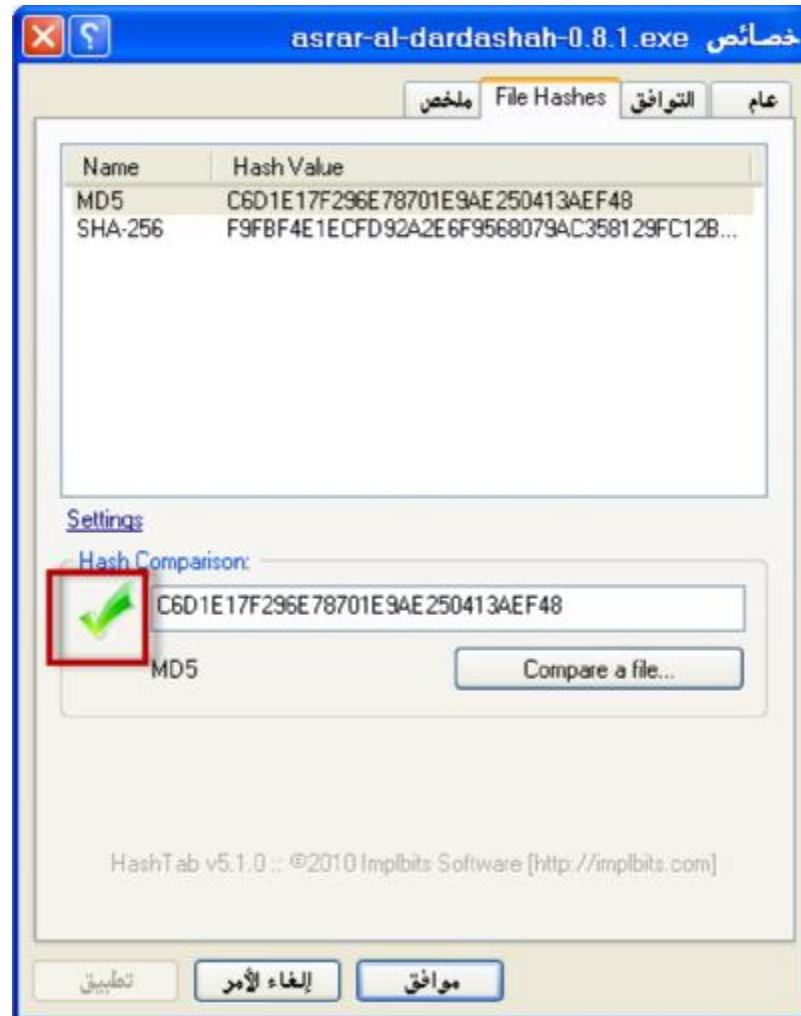 خصائص asrar-al-dardashah-0.8.1.exe
عام التوافق File Hashes ملخص
Name Hash Value
MD5 C6D1E17F296E78701E9AE250413AEF48
SHA-256 F9FBF4E1ECFD92A2E6F9568079AC358129FC12B...
Settings
Hash Comparison:
C6D1E17F296E78701E9AE250413AEF48
MD5 Compare a file...
HashTab v5.1.0 :: ©2010 Implbits Software [http://implbits.com]
موافق إلغاء الأمر تطبيق